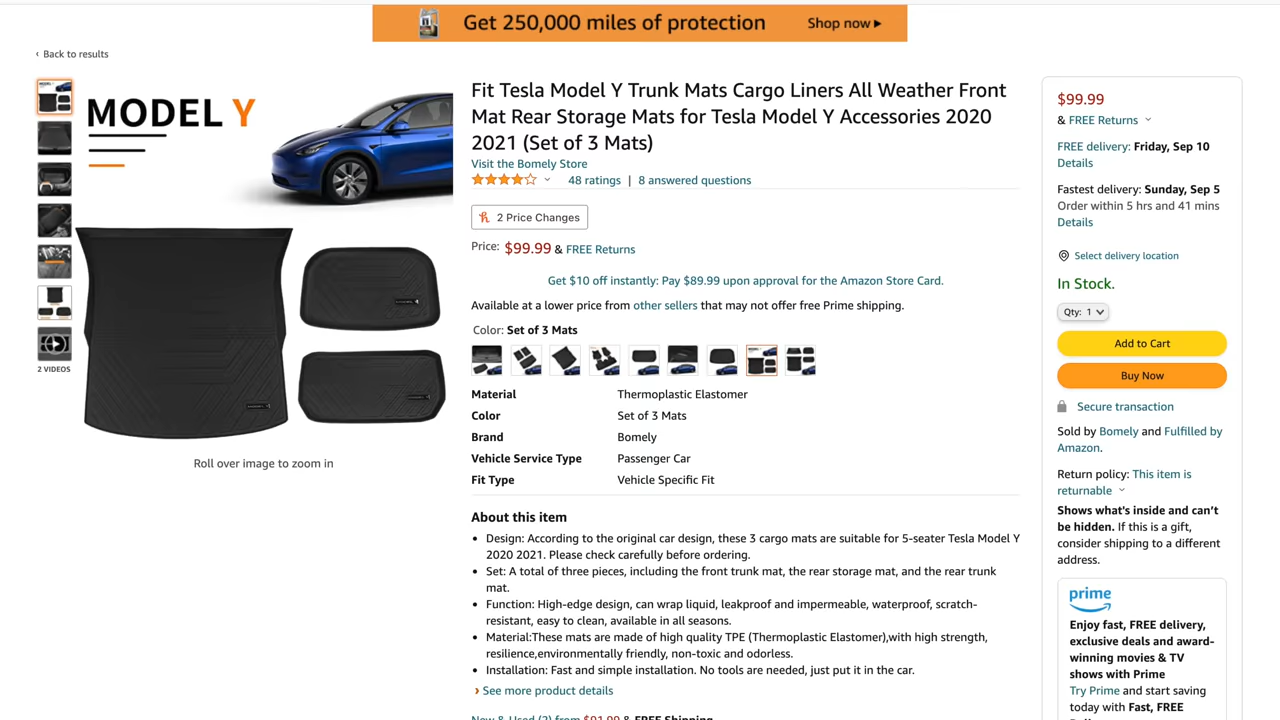 Get 250,000 miles of protection Shop now ▸
‹ Back to results
MODEL Y
2 VIDEOS
Roll over image to zoom in
Fit Tesla Model Y Trunk Mats Cargo Liners All Weather Front
Mat Rear Storage Mats for Tesla Model Y Accessories 2020
2021 (Set of 3 Mats)
Visit the Bomely Store
48 ratings | 8 answered questions
2 Price Changes
Price: $99.99 & FREE Returns
Get $10 off instantly: Pay $89.99 upon approval for the Amazon Store Card.
Available at a lower price from other sellers that may not offer free Prime shipping.
Color: Set of 3 Mats
Material Thermoplastic Elastomer
Color Set of 3 Mats
Brand Bomely
Vehicle Service Type Passenger Car
Fit Type Vehicle Specific Fit
About this item
• Design: According to the original car design, these 3 cargo mats are suitable for 5-seater Tesla Model Y
2020 2021. Please check carefully before ordering.
• Set: A total of three pieces, including the front trunk mat, the rear storage mat, and the rear trunk
mat.
• Function: High-edge design, can wrap liquid, leakproof and impermeable, waterproof, scratch-
resistant, easy to clean, available in all seasons.
• Material:These mats are made of high quality TPE (Thermoplastic Elastomer),with high strength,
resilience,environmentally friendly, non-toxic and odorless.
• Installation: Fast and simple installation. No tools are needed, just put it in the car.
› See more product details
New & Used (2) from $91.99 & FREE Shipping
$99.99
& FREE Returns
FREE delivery: Friday, Sep 10
Details
Fastest delivery: Sunday, Sep 5
Order within 5 hrs and 41 mins
Details
Select delivery location
In Stock.
Qty: 1
Add to Cart
Buy Now
Secure transaction
Sold by Bomely and Fulfilled by
Amazon.
Return policy: This item is
returnable
Shows what's inside and can't
be hidden. If this is a gift,
consider shipping to a different
address.
prime
Enjoy fast, FREE delivery,
exclusive deals and award-
winning movies & TV
shows with Prime
Try Prime and start saving
today with Fast, FREE